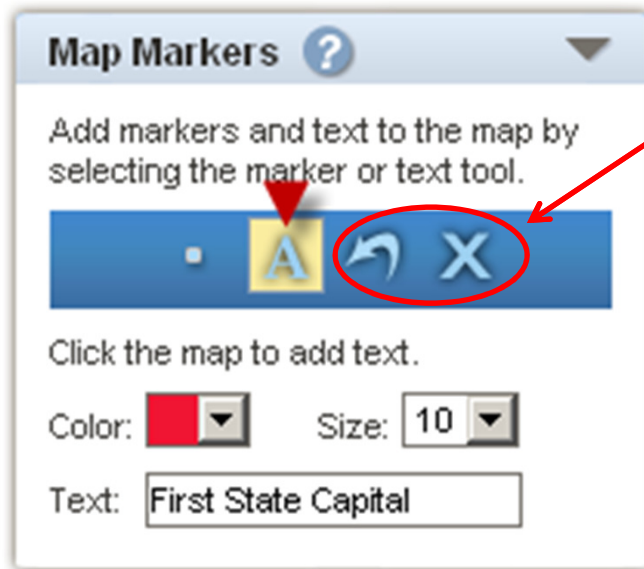 Map Markers ?
Add markers and text to the map by
selecting the marker or text tool.
A X
Click the map to add text.
Color: Size: 10
Text: First State Capital